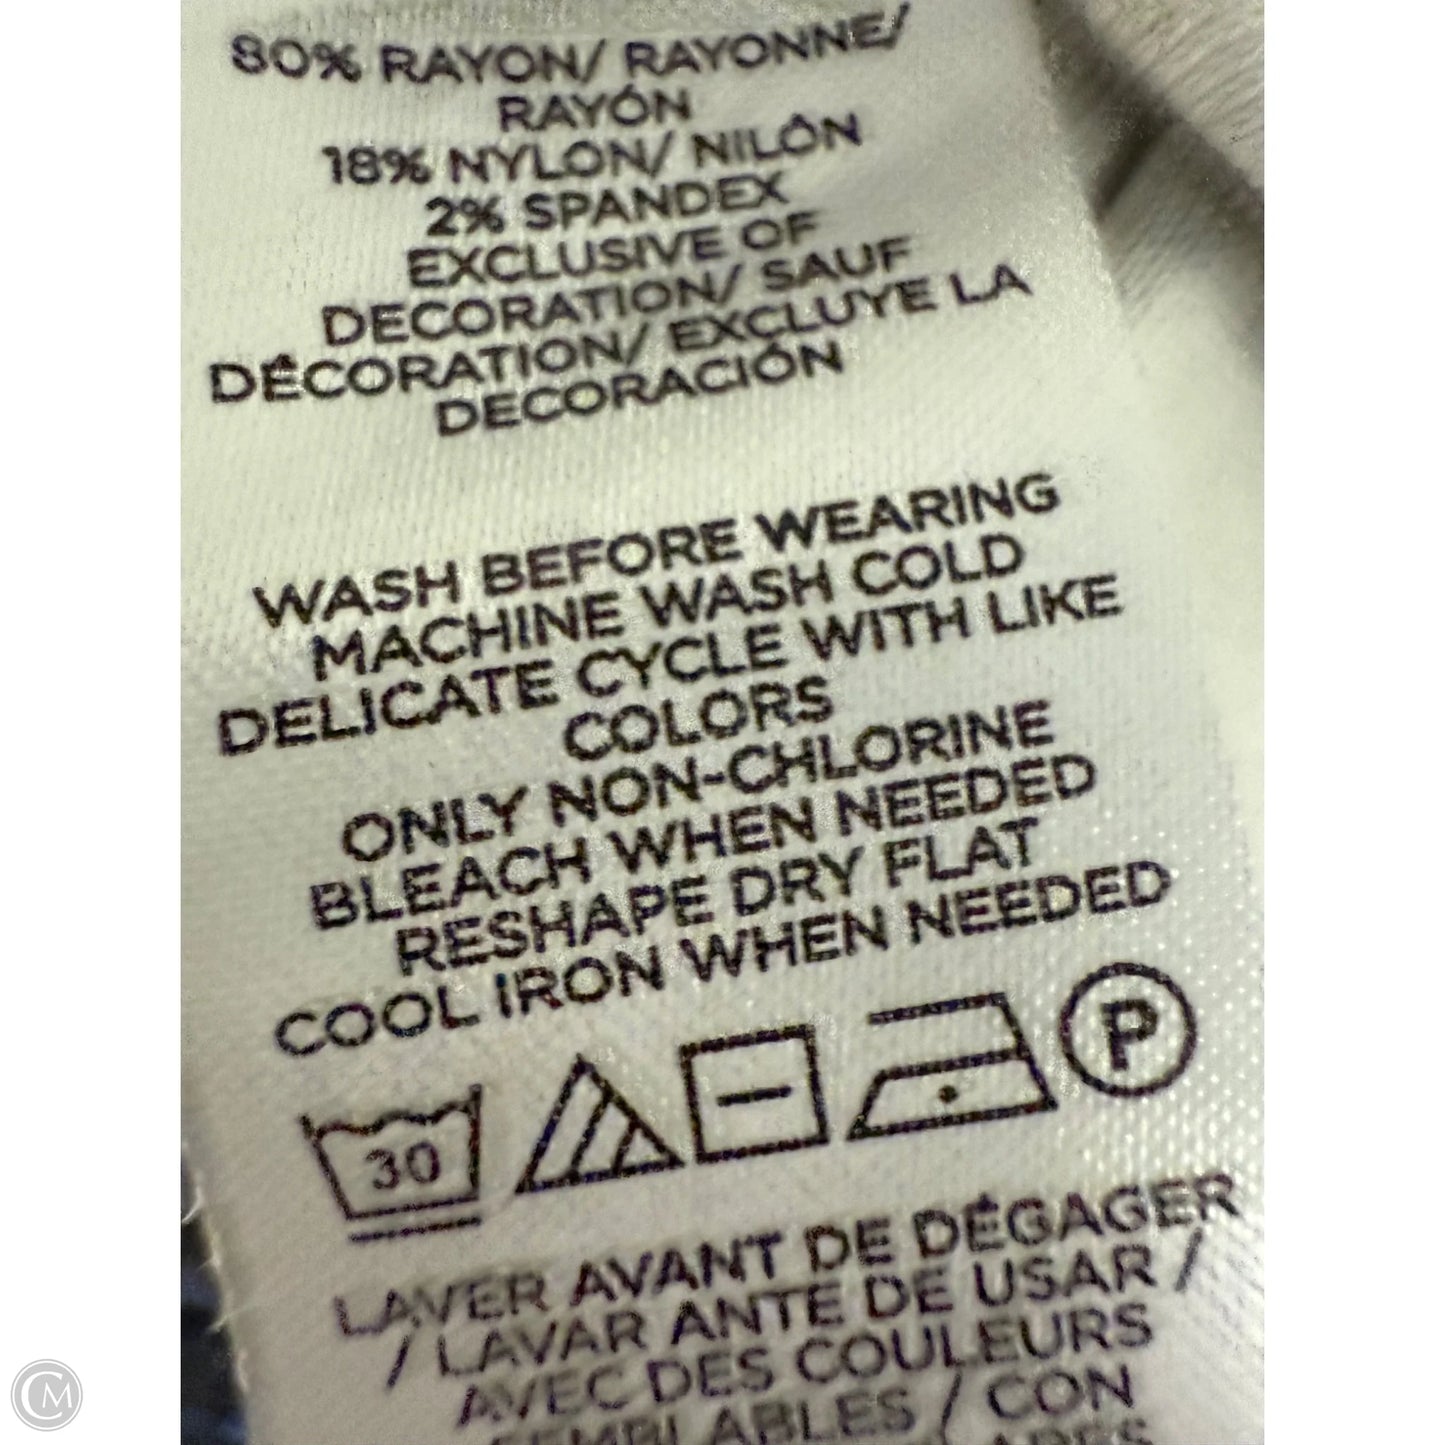 80% RAYON/ RAYONNE/
RAYÓN
18% NYLON/ NILÓN
2% SPANDEX
EXCLUSIVE OF
DECORATION/ SAUF
DÉCORATION/ EXCLUYE LA
DECORACIÓN
WASH BEFORE WEARING
MACHINE WASH COLD
DELICATE CYCLE WITH LIKE
COLORS
ONLY NON-CHLORINE
BLEACH WHEN NEEDED
RESHAPE DRY FLAT
COOL IRON WHEN NEEDED
30 P
LAVER AVANT DE DÉGAGER
/ LAVAR ANTE DE USAR /
AVEC DES COULEURS
SEMBLABLES / CON
CM